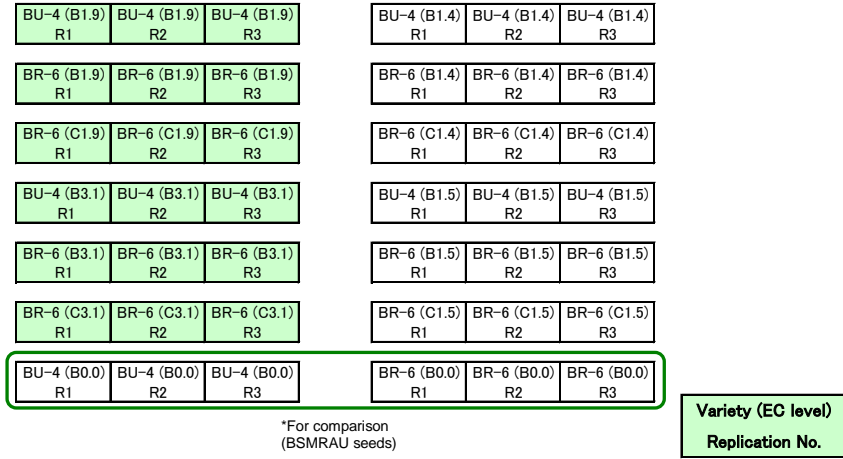 BU-4 (B1.9) BU-4 (B1.9) BU-4 (B1.9) BU-4 (B1.4) BU-4 (B1.4) BU-4 (B1.4)
R1 R2 R3 R1 R2 R3
BR-6 (B1.9) BR-6 (B1.9) BR-6 (B1.9) BR-6 (B1.4) BR-6 (B1.4) BR-6 (B1.4)
R1 R2 R3 R1 R2 R3
BR-6 (C1.9) BR-6 (C1.9) BR-6 (C1.9) BR-6 (C1.4) BR-6 (C1.4) BR-6 (C1.4)
R1 R2 R3 R1 R2 R3
BU-4 (B3.1) BU-4 (B3.1) BU-4 (B3.1) BU-4 (B1.5) BU-4 (B1.5) BU-4 (B1.5)
R1 R2 R3 R1 R2 R3
BR-6 (B3.1) BR-6 (B3.1) BR-6 (B3.1) BR-6 (B1.5) BR-6 (B1.5) BR-6 (B1.5)
R1 R2 R3 R1 R2 R3
BR-6 (C3.1) BR-6 (C3.1) BR-6 (C3.1) BR-6 (C1.5) BR-6 (C1.5) BR-6 (C1.5)
R1 R2 R3 R1 R2 R3
BU-4 (B0.0) BU-4 (B0.0) BU-4 (B0.0) BR-6 (B0.0) BR-6 (B0.0) BR-6 (B0.0)
R1 R2 R3 R1 R2 R3
*For comparison
(BSMRAU seeds)
Variety (EC level)
Replication No.